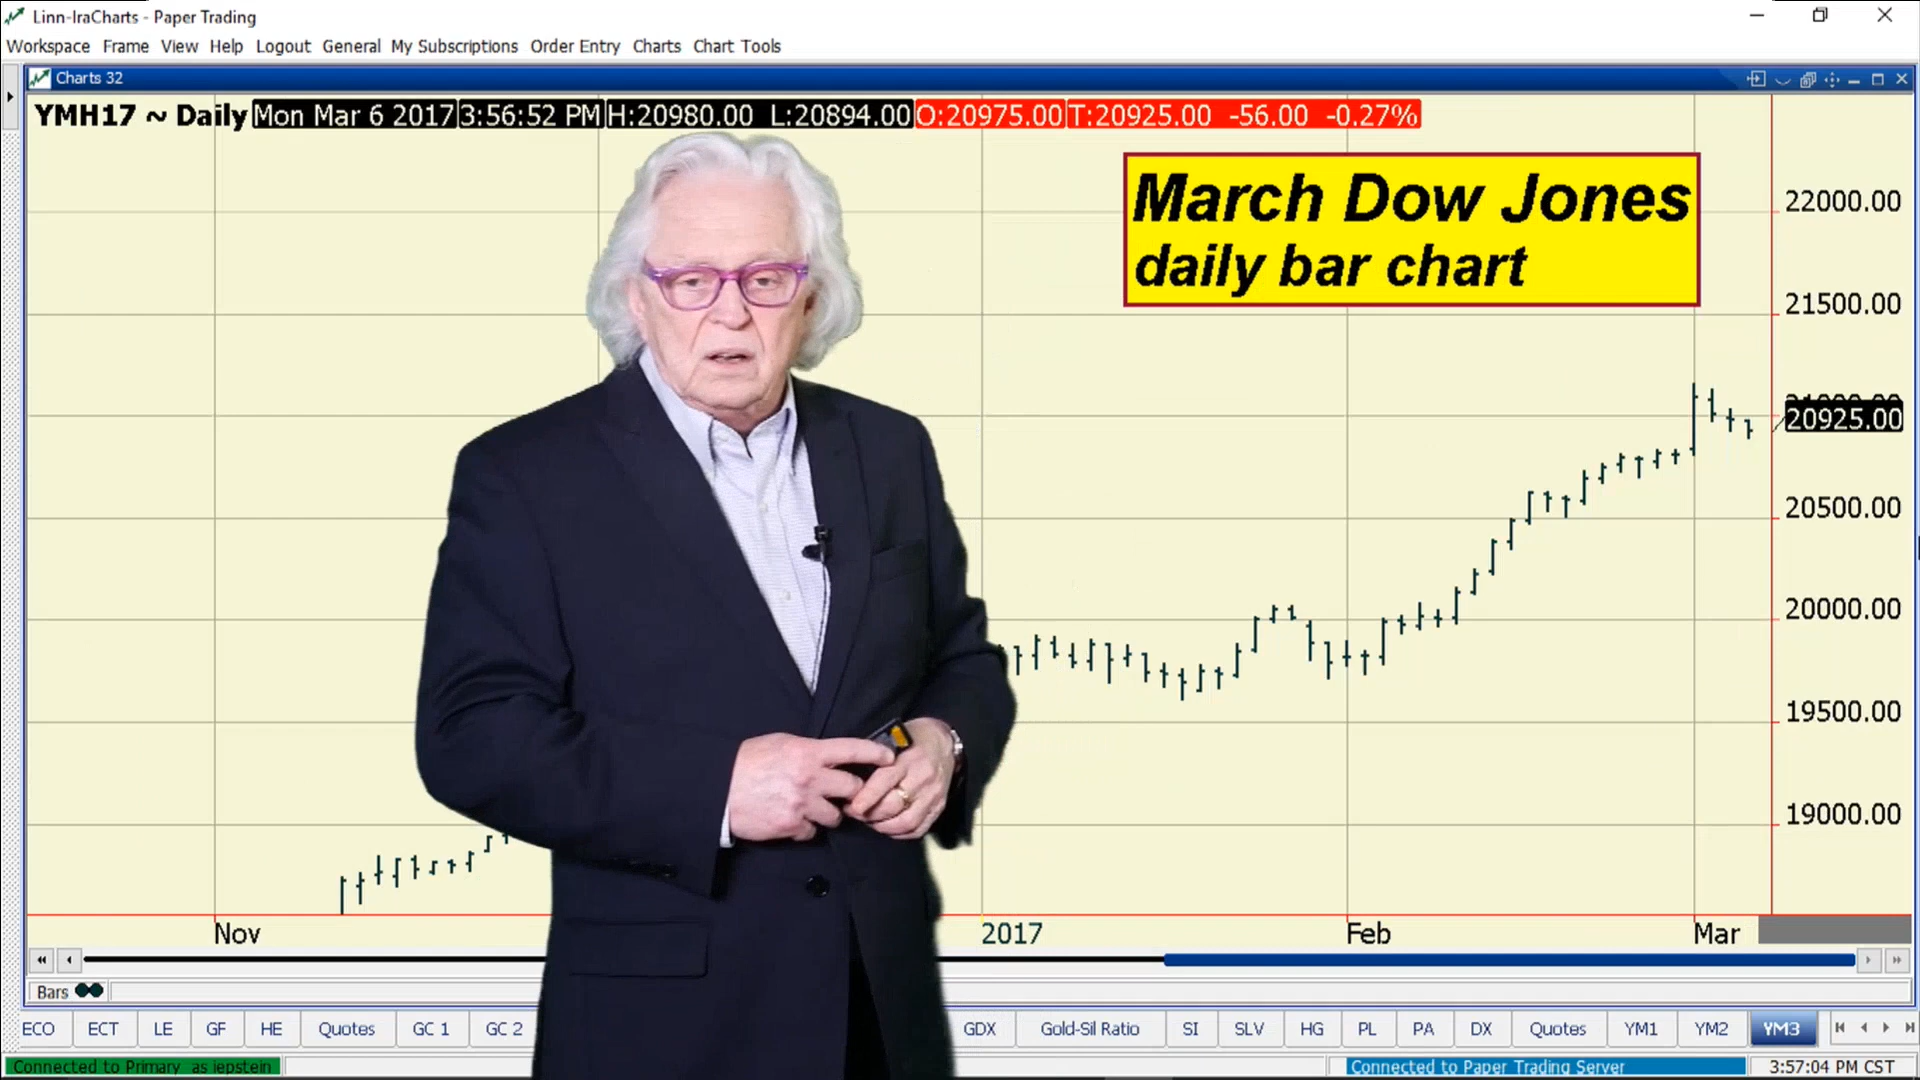 Linn-IraCharts - Paper Trading
Workspace Frame View Help Logout General My Subscriptions Order Entry Charts Chart Tools
Charts 32
YMH17 ~ Daily Mon Mar 6 2017 3:56:52 PM H:20980.00 L:20894.00 O:20975.00 T:20925.00 -56.00 -0.27%
March Dow Jones
daily bar chart
22000.00
21500.00
20925.00
20500.00
20000.00
19500.00
19000.00
Nov 2017 Feb Mar
Bars
ECO ECT LE GF HE Quotes GC 1 GC 2 GDX Gold-Sil Ratio SI SLV HG PL PA DX Quotes YM1 YM2 YM3
Connected to Primary as iepstein Connected to Paper Trading Server 3:57:04 PM CST